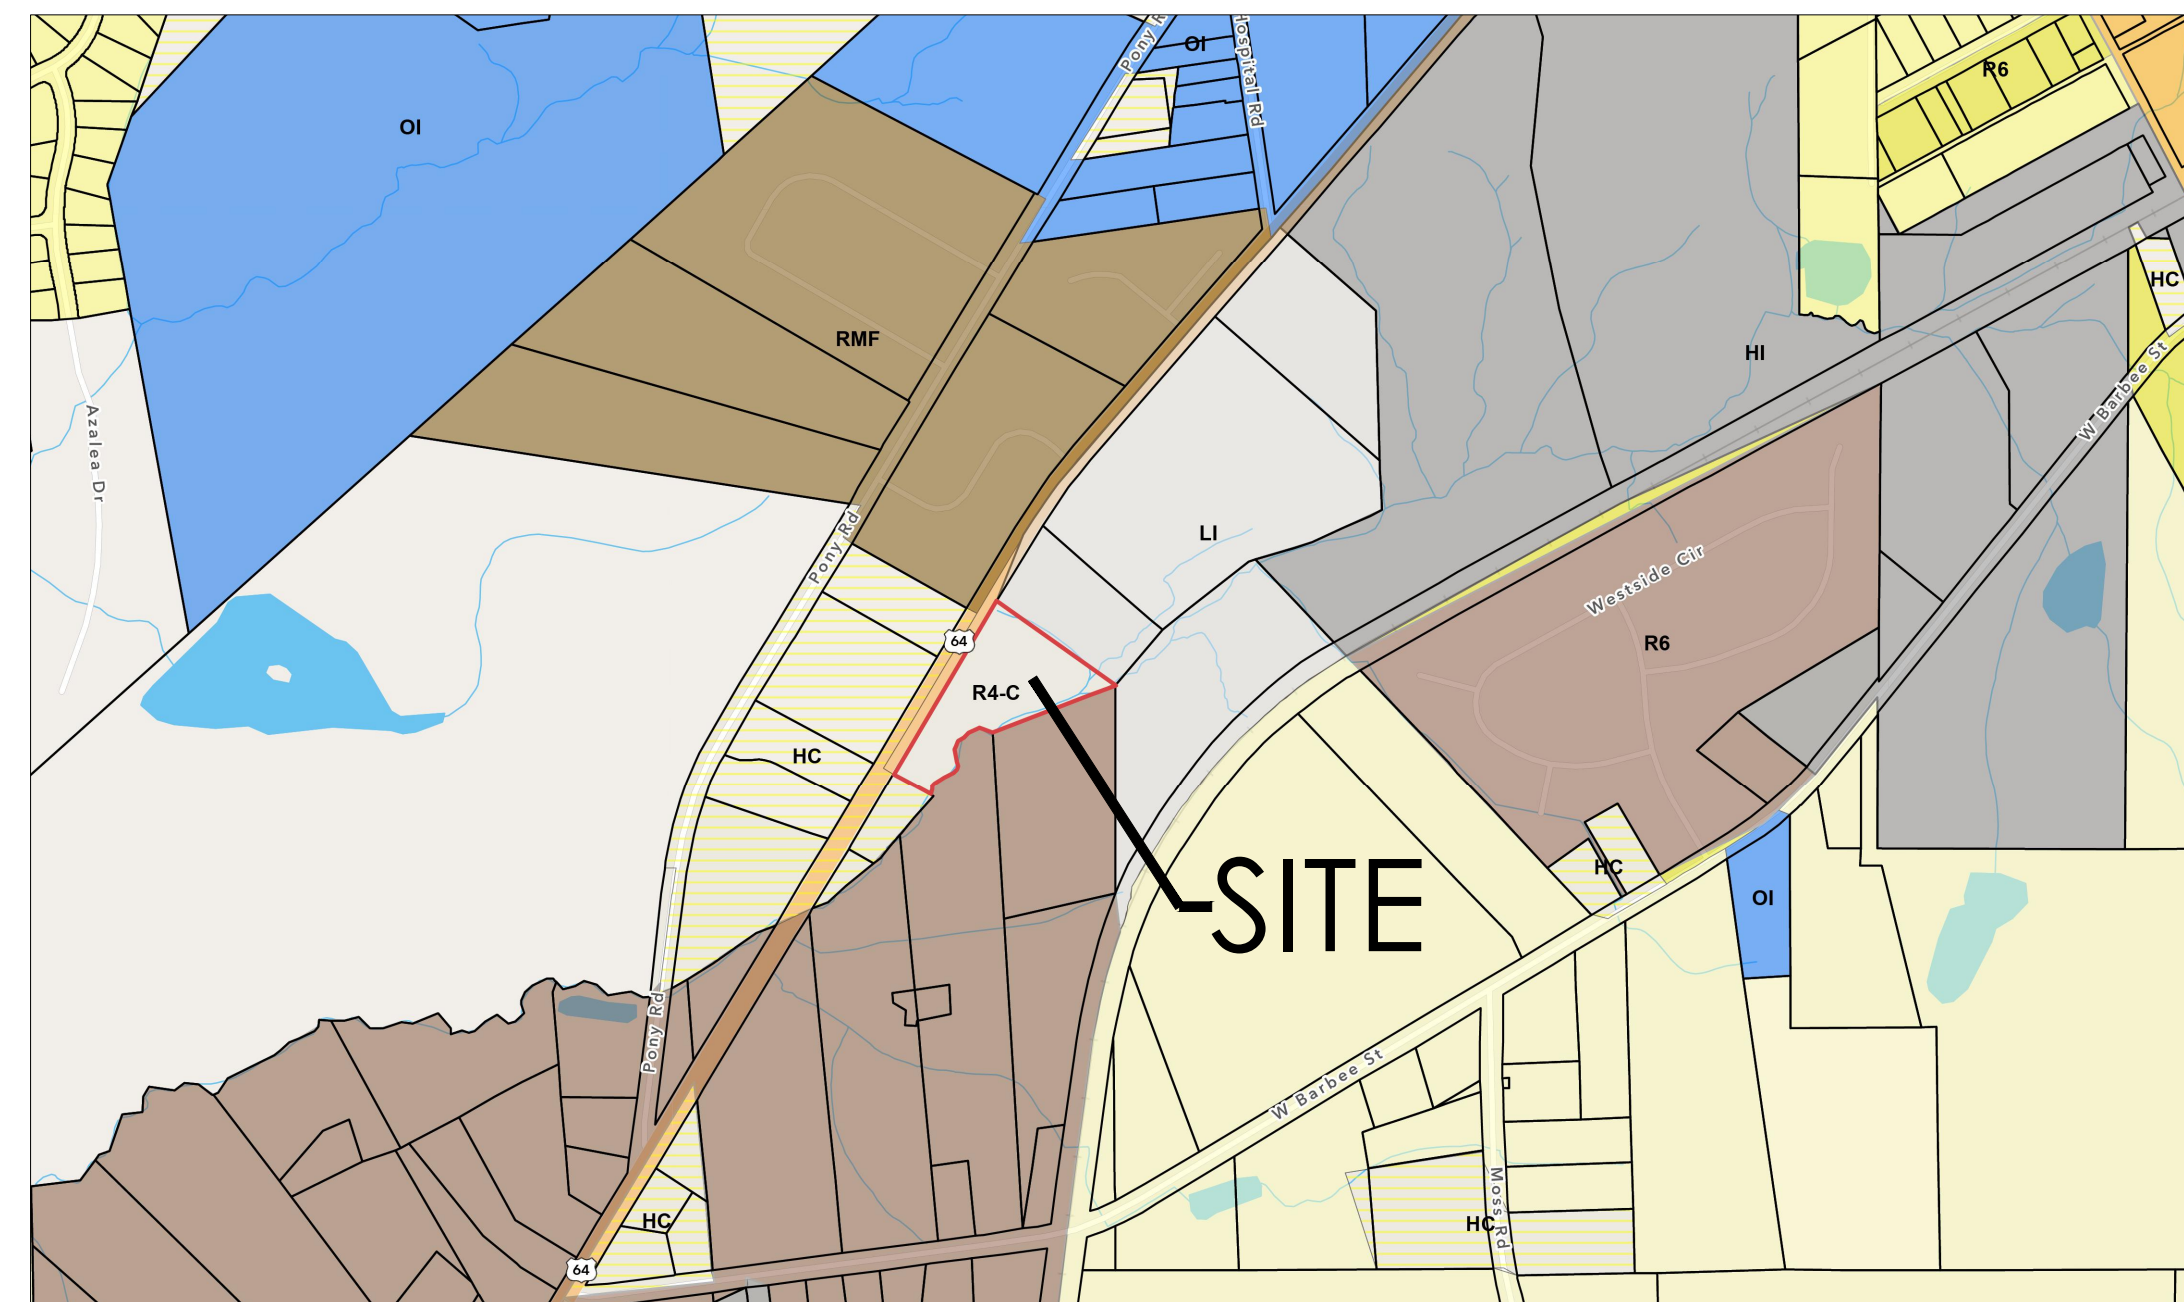 Pony R
OI
Hospital Rd
R6
OI
HC
RMF
HI
W Barbee St
Azalea Dr
LI
Pony Rd
Westside Cir
64
R6
R4-C
HC
HC
SITE
OI
Pony Rd
W Barbee St
Moss Rd
HC
HC
64